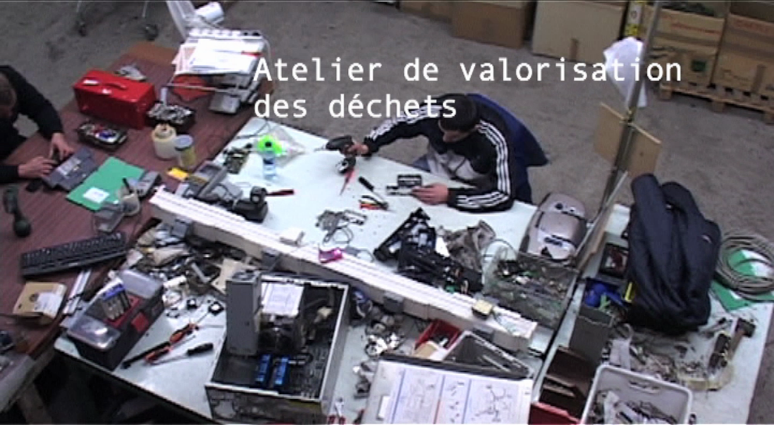 Atelier de valorisation
des déchets